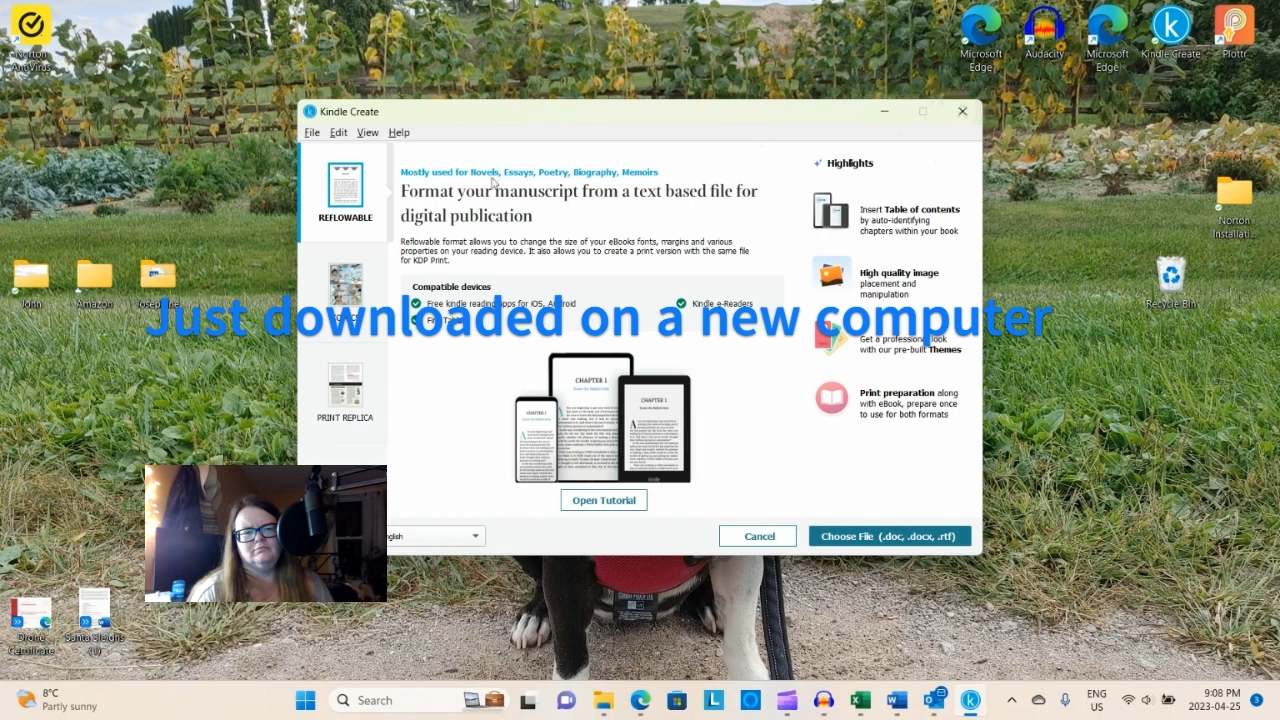 Norton
AntiVirus
Microsoft
Edge
Audacity
Microsoft
Edge
Kindle Create
Plottr
Kindle Create
File Edit View Help
REFLOWABLE
PRINT REPLICA
Mostly used for Novels, Essays, Poetry, Biography, Memoirs
Format your manuscript from a text based file for
digital publication
Reflowable format allows you to change the size of your eBooks fonts, margins and various
properties on your reading device. It also allows you to create a print version with the same file
for KDP Print.
Compatible devices
Free kindle reading apps for iOS, Android
Kindle e-Readers
Highlights
Insert Table of contents
by auto-identifying
chapters within your book
High quality image
placement and
manipulation
Get a professional look
with our pre-built Themes
Print preparation along
with eBook, prepare once
to use for both formats
Just downloaded on a new computer
CHAPTER 1
CHAPTER 1
CHAPTER 1
kindle
Open Tutorial
nglish
Cancel
Choose File (.doc, .docx, .rtf)
John
Amazon
Josephine
Norton
Installati...
Recycle Bin
Drone
Certificate
Santa Sleighs
(1)
8°C
Partly sunny
Search
ENG
US
9:08 PM
2023-04-25
3